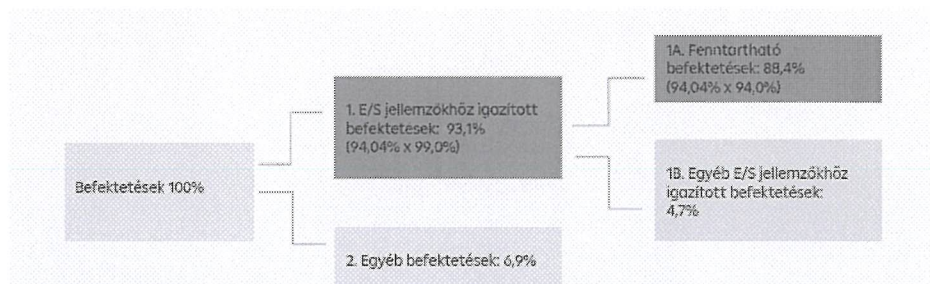 Befektetések 100%
1. E/S jellemzőkhöz igazított
befektetések: 93,1%
(94,04% x 99,0%)
2. Egyéb befektetések: 6,9%
1A. Fenntartható
befektetések: 88,4%
(94,04% x 94,0%)
1B. Egyéb E/S jellemzőkhöz
igazított befektetések:
4,7%